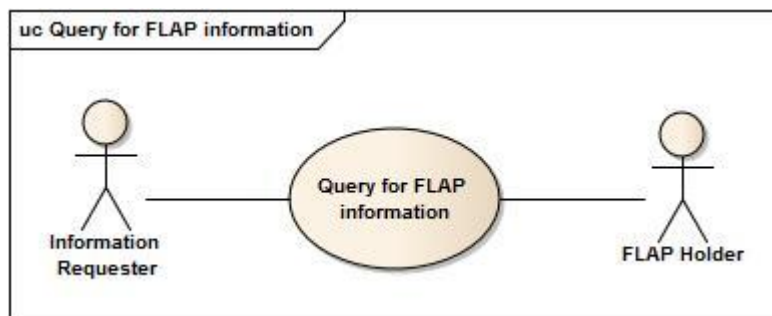 uc Query for FLAP information
Query for FLAP
information
Information
Requester
FLAP Holder